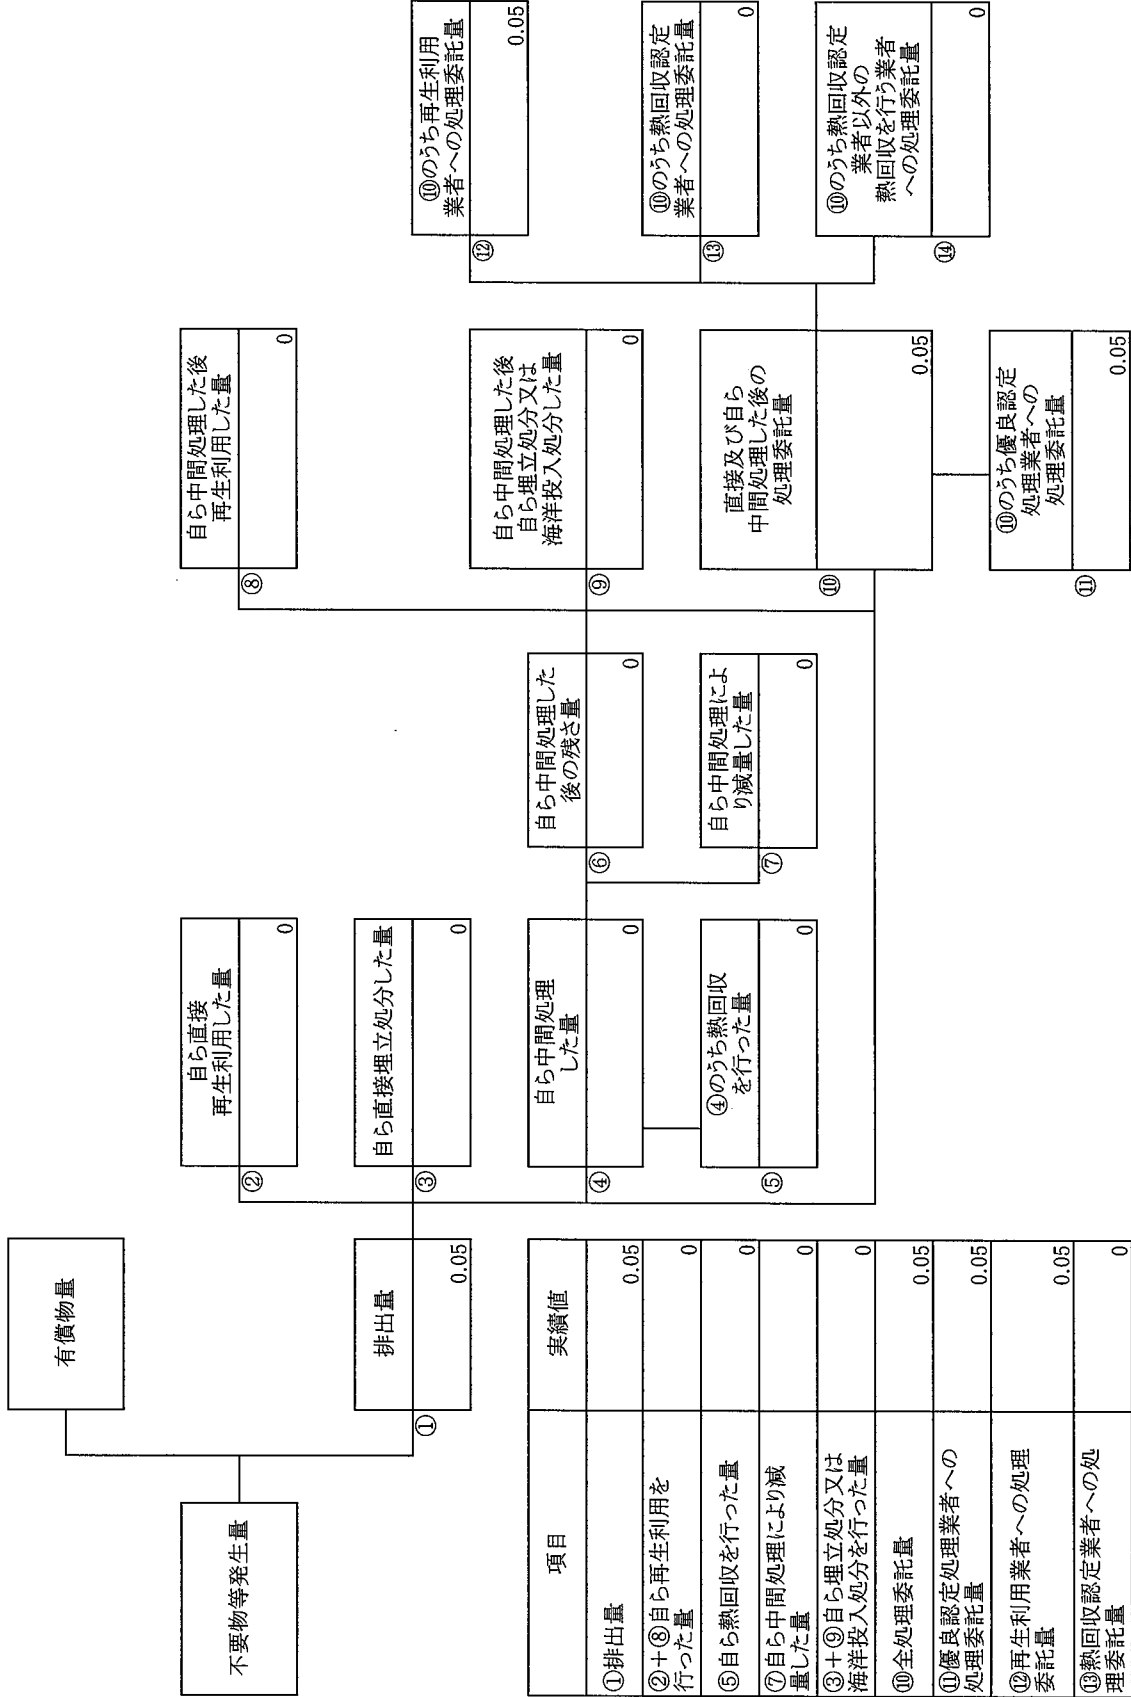 有償物量
不要物等発生量
排出量
①
0.05
自ら直接
再生利用した量
②
0
自ら直接埋立処分した量
③
0
自ら中間処理
した量
④
0
④のうち熱回収
を行った量
⑤
0
自ら中間処理した
後の残さ量
⑥
0
自ら中間処理によ
り減量した量
⑦
0
自ら中間処理した後
再生利用した量
⑧
0
自ら中間処理した後
自ら埋立処分又は
海洋投入処分した量
⑨
0
直接及び自ら
中間処理した後の
処理委託量
⑩
0.05
⑩のうち優良認定
処理業者への
処理委託量
⑪
0.05
⑩のうち再生利用
業者への処理委託量
⑫
0.05
⑩のうち熱回収認定
業者への処理委託量
⑬
0
⑩のうち熱回収認定
業者以外の
熱回収を行う業者
への処理委託量
⑭
0
項目 実績値
①排出量 0.05
②+⑧自ら再生利用を
行った量 0
⑤自ら熱回収を行った量 0
⑦自ら中間処理により減
量した量 0
③+⑨自ら埋立処分又は
海洋投入処分を行った量 0
⑩全処理委託量 0.05
⑪優良認定処理業者への
処理委託量 0.05
⑫再生利用業者への処理
委託量 0.05
⑬熱回収認定業者への処
理委託量 0